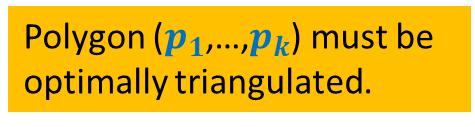 Polygon (p₁,...,pₖ) must be
optimally triangulated.